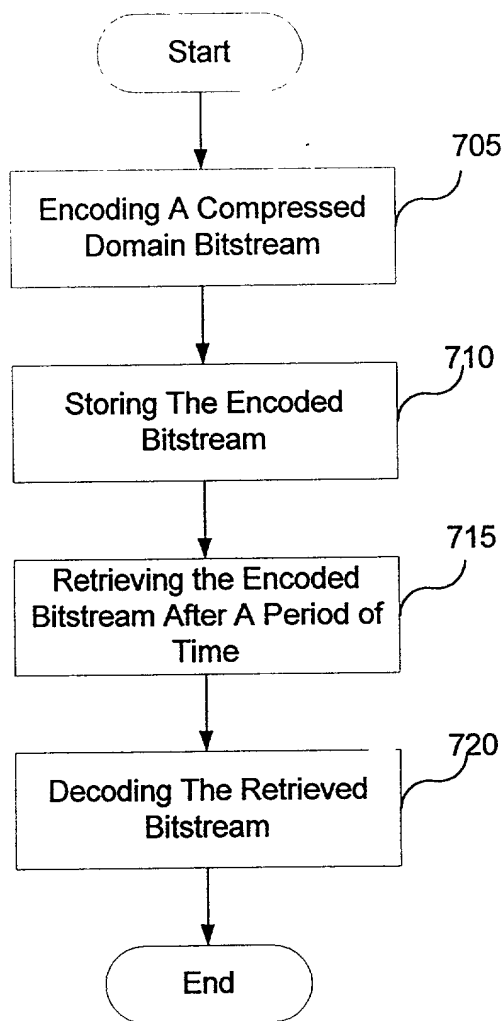 Start
705
Encoding A Compressed
Domain Bitstream
710
Storing The Encoded
Bitstream
715
Retrieving the Encoded
Bitstream After A Period of
Time
720
Decoding The Retrieved
Bitstream
End